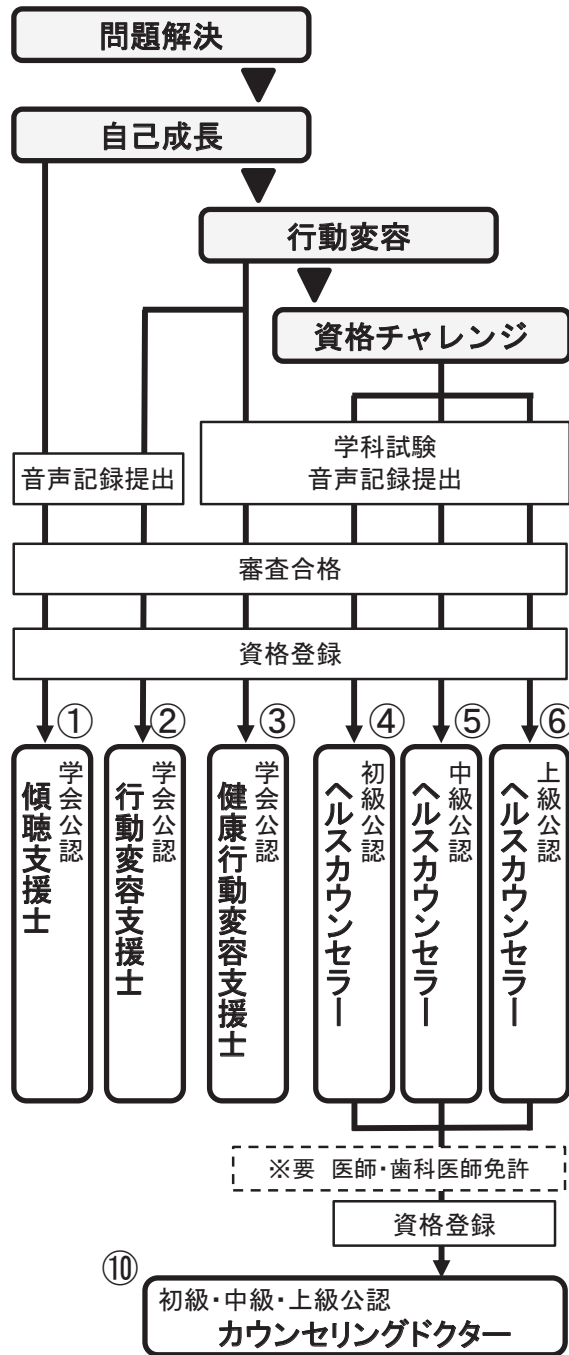 問題解決
自己成長
行動変容
資格チャレンジ
音声記録提出
学科試験
音声記録提出
審査合格
資格登録
①
学会公認
傾聴支援士
②
学会公認
行動変容支援士
③
学会公認
健康行動変容支援士
④
初級公認
ヘルスカウンセラー
⑤
中級公認
ヘルスカウンセラー
⑥
上級公認
ヘルスカウンセラー
※要 医師・歯科医師免許
資格登録
⑩
初級・中級・上級公認
カウンセリングドクター